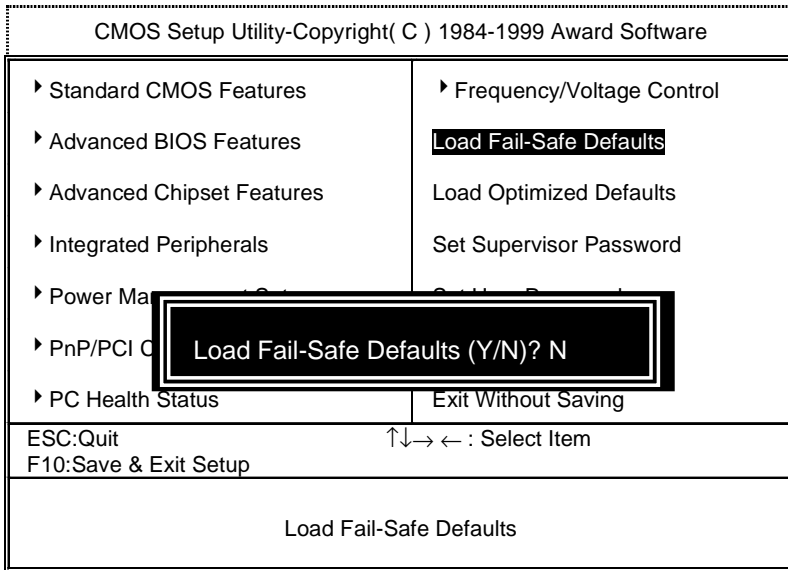 CMOS Setup Utility-Copyright( C ) 1984-1999 Award Software
Standard CMOS Features
Advanced BIOS Features
Advanced Chipset Features
Integrated Peripherals
Power
PnP/PCI
PC Health Status
Frequency/Voltage Control
Load Fail-Safe Defaults
Load Optimized Defaults
Set Supervisor Password
Exit Without Saving
Load Fail-Safe Defaults (Y/N)? N
ESC:Quit
↑↓→ ← : Select Item
F10:Save & Exit Setup
Load Fail-Safe Defaults